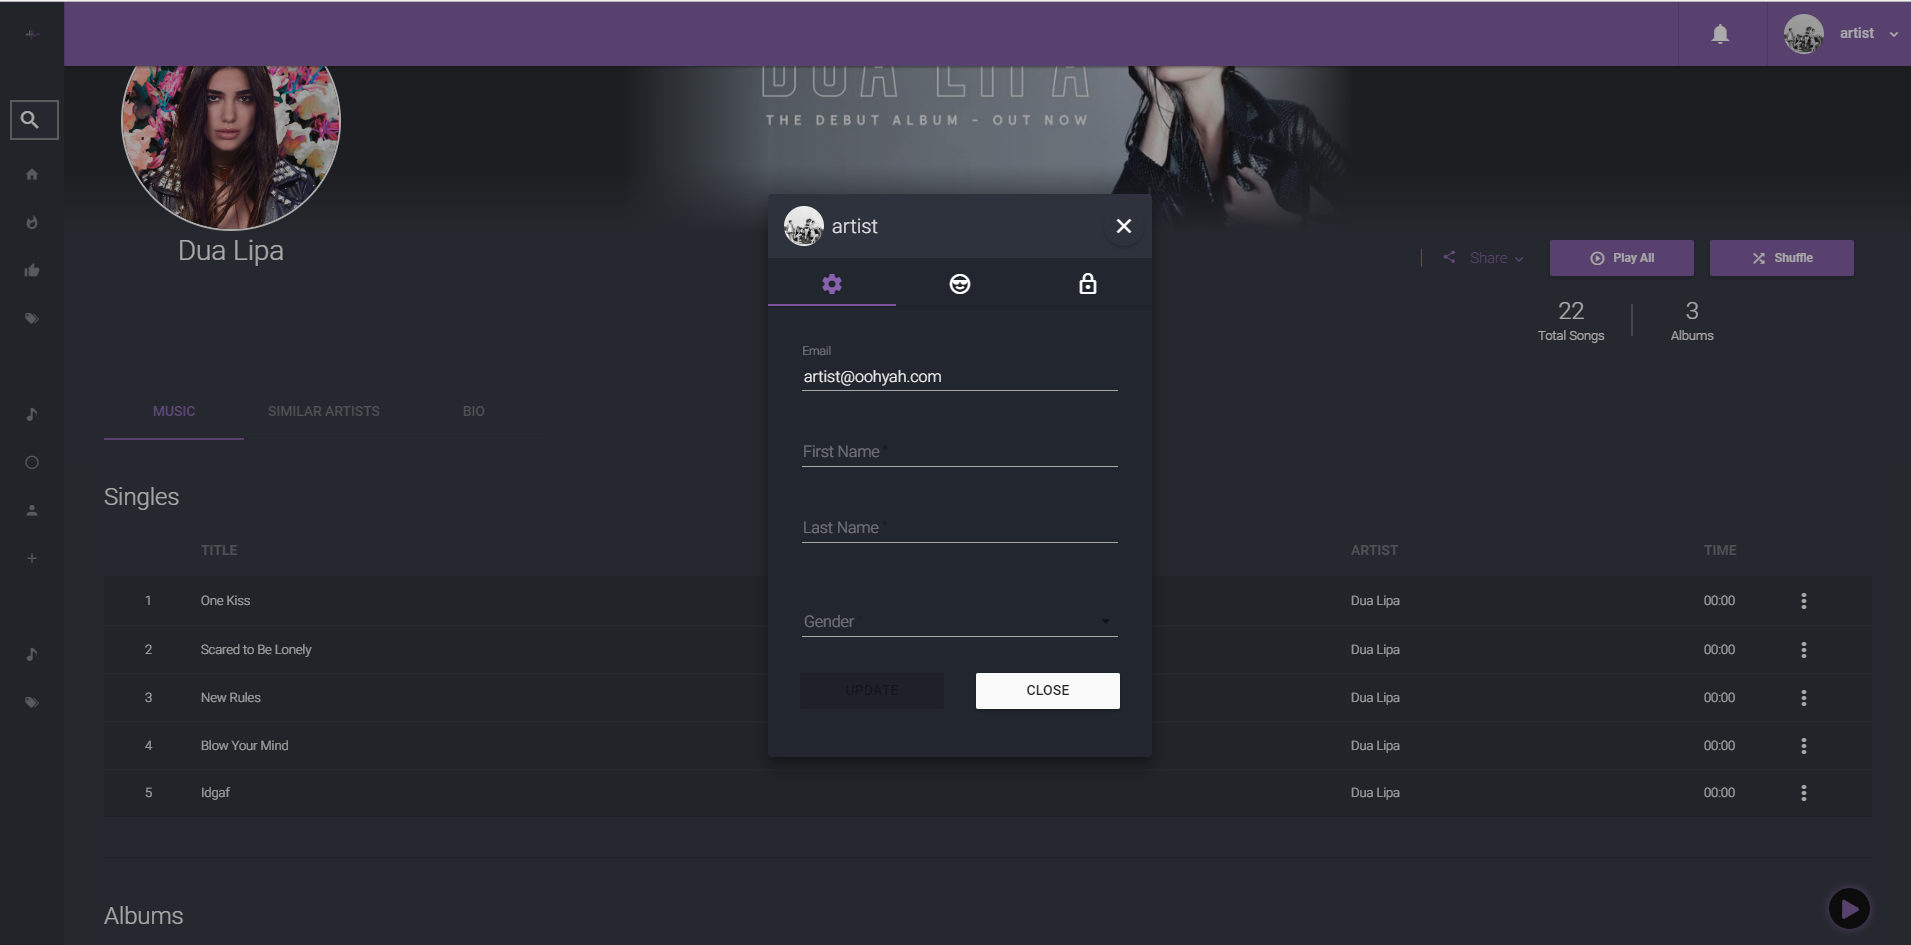 artist
DUA LIPA
THE DEBUT ALBUM - OUT NOW
Dua Lipa
Share
Play All
Shuffle
22
Total Songs
3
Albums
MUSIC SIMILAR ARTISTS BIO
artist
Email
artist@oohyah.com
First Name *
Last Name *
Gender *
UPDATE CLOSE
Singles
TITLE ARTIST TIME
1 One Kiss Dua Lipa 00:00
2 Scared to Be Lonely Dua Lipa 00:00
3 New Rules Dua Lipa 00:00
4 Blow Your Mind Dua Lipa 00:00
5 Idgaf Dua Lipa 00:00
Albums